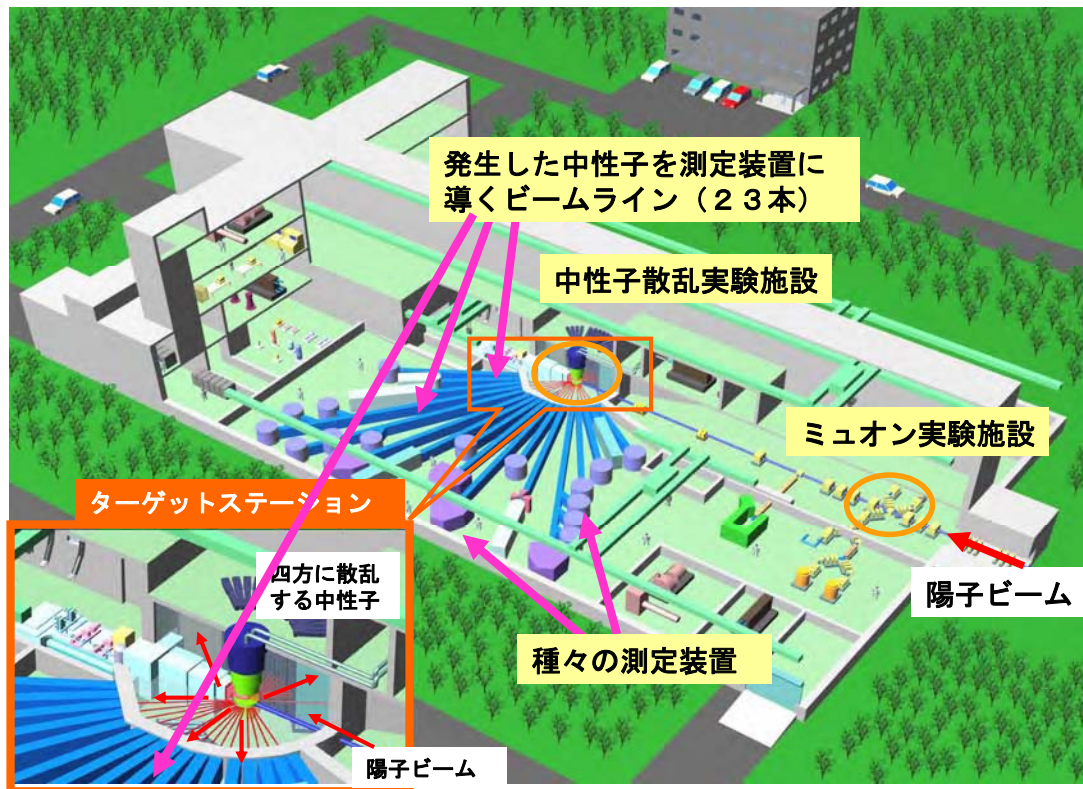 発生した中性子を測定装置に
導くビームライン（２３本）
中性子散乱実験施設
ミュオン実験施設
ターゲットステーション
四方に散乱
する中性子
陽子ビーム
種々の測定装置
陽子ビーム